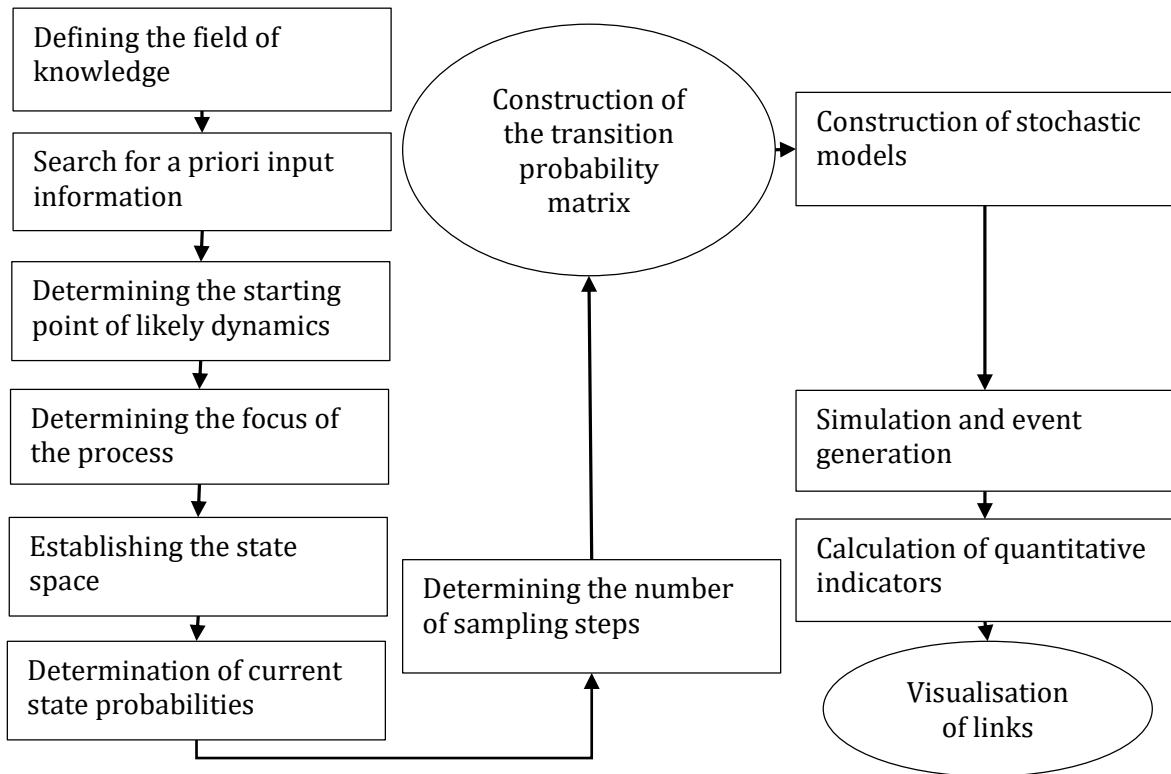 Defining the field of
knowledge
Search for a priori input
information
Determining the starting
point of likely dynamics
Determining the focus of
the process
Establishing the state
space
Determination of current
state probabilities
Determining the number
of sampling steps
Construction of
the transition
probability
matrix
Construction of stochastic
models
Simulation and event
generation
Calculation of quantitative
indicators
Visualisation
of links